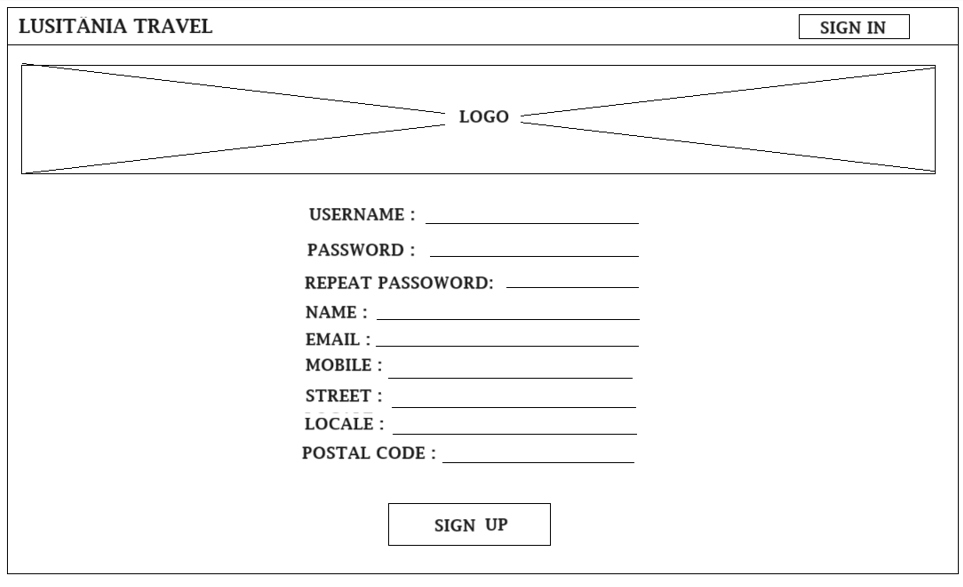 LUSITÂNIA TRAVEL
SIGN IN
LOGO
USERNAME :
PASSWORD :
REPEAT PASSOWORD:
NAME :
EMAIL :
MOBILE :
STREET :
LOCALE :
POSTAL CODE :
SIGN UP